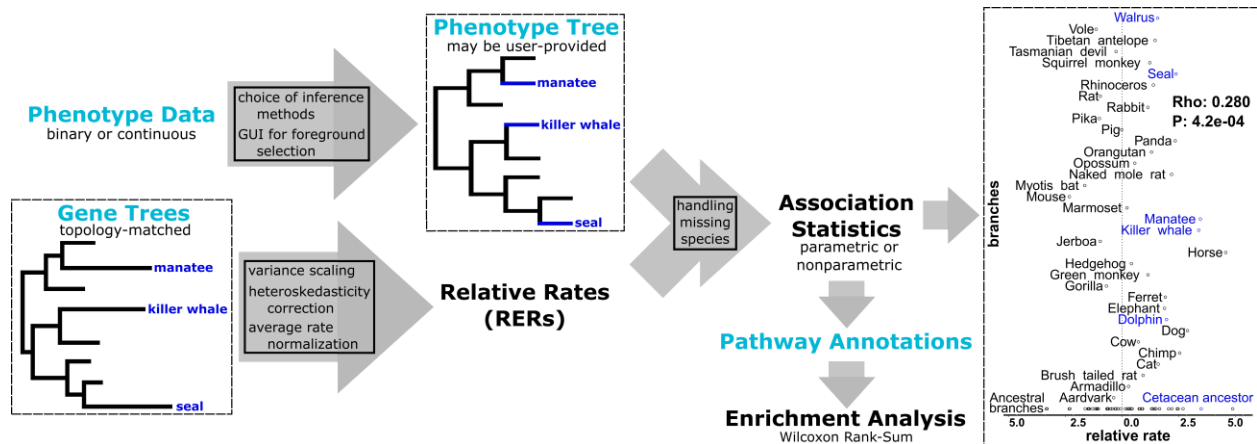 Phenotype Data
binary or continuous
choice of inference
methods
GUI for foreground
selection
Phenotype Tree
may be user-provided
manatee
killer whale
seal
Gene Trees
topology-matched
manatee
killer whale
seal
variance scaling
heteroskedasticity
correction
average rate
normalization
Relative Rates
(RERs)
handling
missing
species
Association
Statistics
parametric or
nonparametric
Pathway Annotations
Enrichment Analysis
Wilcoxon Rank-Sum
branches
Walrus
Vole
Tibetan antelope
Tasmanian devil
Squirrel monkey
Seal
Rhinoceros
Rat
Rho: 0.280
Rabbit
P: 4.2e-04
Pika
Pig
Panda
Orangutan
Opossum
Naked mole rat
Myotis bat
Mouse
Marmoset
Manatee
Killer whale
Jerboa
Horse
Hedgehog
Green monkey
Gorilla
Ferret
Elephant
Dolphin
Dog
Cow
Chimp
Cat
Brush tailed rat
Armadillo
Aardvark
Cetacean ancestor
Ancestral
branches
5.0 2.5 0.0 2.5 5.0
relative rate